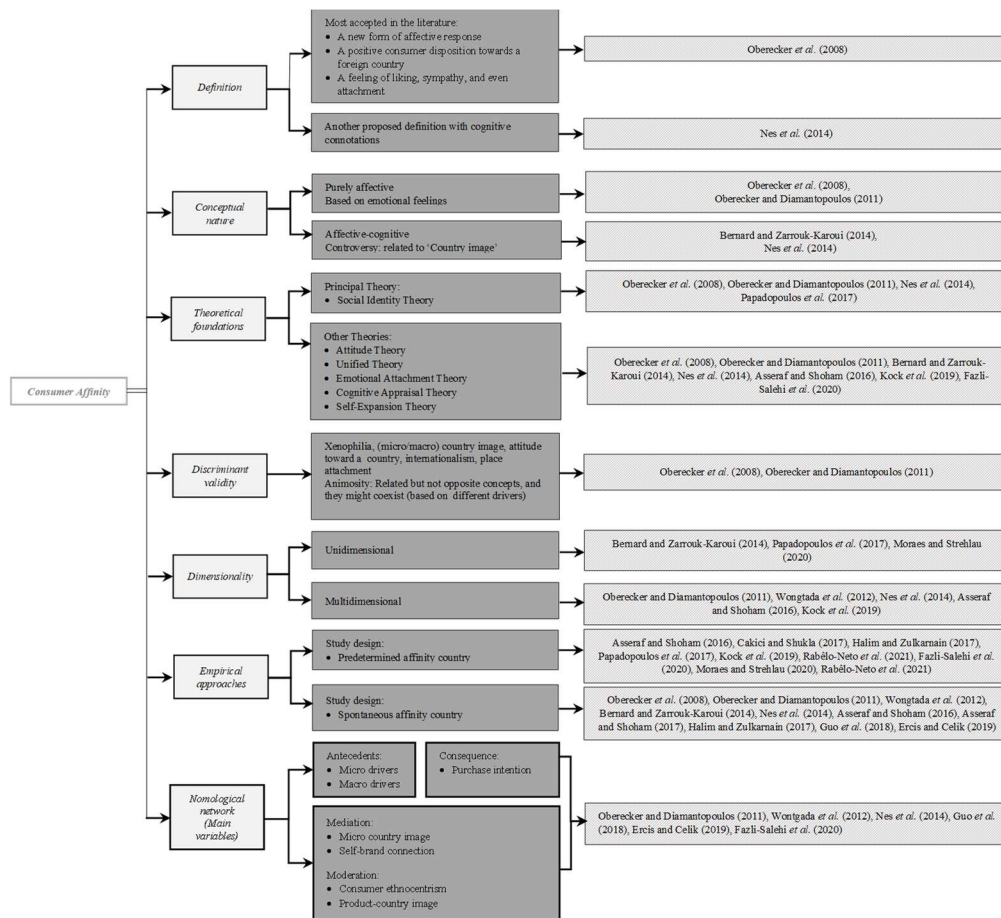 Consumer Affinity
Definition
Most accepted in the literature:
• A new form of affective response
• A positive consumer disposition towards a
foreign country
• A feeling of liking, sympathy, and even
attachment
Oberecker et al. (2008)
Another proposed definition with cognitive
connotations
Nes et al. (2014)
Conceptual
nature
Purely affective
Based on emotional feelings
Oberecker et al. (2008),
Oberecker and Diamantopoulos (2011)
Affective-cognitive
Controversy: related to ‘Country image’
Bernard and Zarrouk-Karoui (2014),
Nes et al. (2014)
Theoretical
foundations
Principal Theory:
• Social Identity Theory
Oberecker et al. (2008), Oberecker and Diamantopoulos (2011), Nes et al. (2014),
Papadopoulos et al. (2017)
Other Theories:
• Attitude Theory
• Unified Theory
• Emotional Attachment Theory
• Cognitive Appraisal Theory
• Self-Expansion Theory
Oberecker et al. (2008), Oberecker and Diamantopoulos (2011), Bernard and Zarrouk-
Karoui (2014), Nes et al. (2014), Asseraf and Shoham (2016), Kock et al. (2019), Fazli-
Salehi et al. (2020)
Discriminant
validity
Xenophilia, (micro/macro) country image, attitude
toward a country, internationalism, place
attachment
Animosity: Related but not opposite concepts, and
they might coexist (based on different drivers)
Oberecker et al. (2008), Oberecker and Diamantopoulos (2011)
Dimensionality
Unidimensional
Bernard and Zarrouk-Karoui (2014), Papadopoulos et al. (2017), Moraes and Strehlau
(2020)
Multidimensional
Oberecker and Diamantopoulos (2011), Wongtada et al. (2012), Nes et al. (2014), Asseraf
and Shoham (2016), Kock et al. (2019)
Empirical
approaches
Study design:
• Predetermined affinity country
Asseraf and Shoham (2016), Cakici and Shukla (2017), Halim and Zulkarnain (2017),
Papadopoulos et al. (2017), Kock et al. (2019), Rabêlo-Neto et al. (2021), Fazli-Salehi et al.
(2020), Moraes and Strehlau (2020), Rabêlo-Neto et al. (2021)
Study design:
• Spontaneous affinity country
Oberecker et al. (2008), Oberecker and Diamantopoulos (2011), Wongtada et al. (2012),
Bernard and Zarrouk-Karoui (2014), Nes et al. (2014), Asseraf and Shoham (2016), Asseraf
and Shoham (2017), Halim and Zulkarnain (2017), Guo et al. (2018), Ercis and Celik (2019)
Nomological
network
(Main
variables)
Antecedents:
• Micro drivers
• Macro drivers
Consequence:
• Purchase intention
Mediation:
• Micro country image
• Self-brand connection
Moderation:
• Consumer ethnocentrism
• Product-country image
Oberecker and Diamantopoulos (2011), Wontgada et al. (2012), Nes et al. (2014), Guo et al.
(2018), Ercis and Celik (2019), Fazli-Salehi et al. (2020)